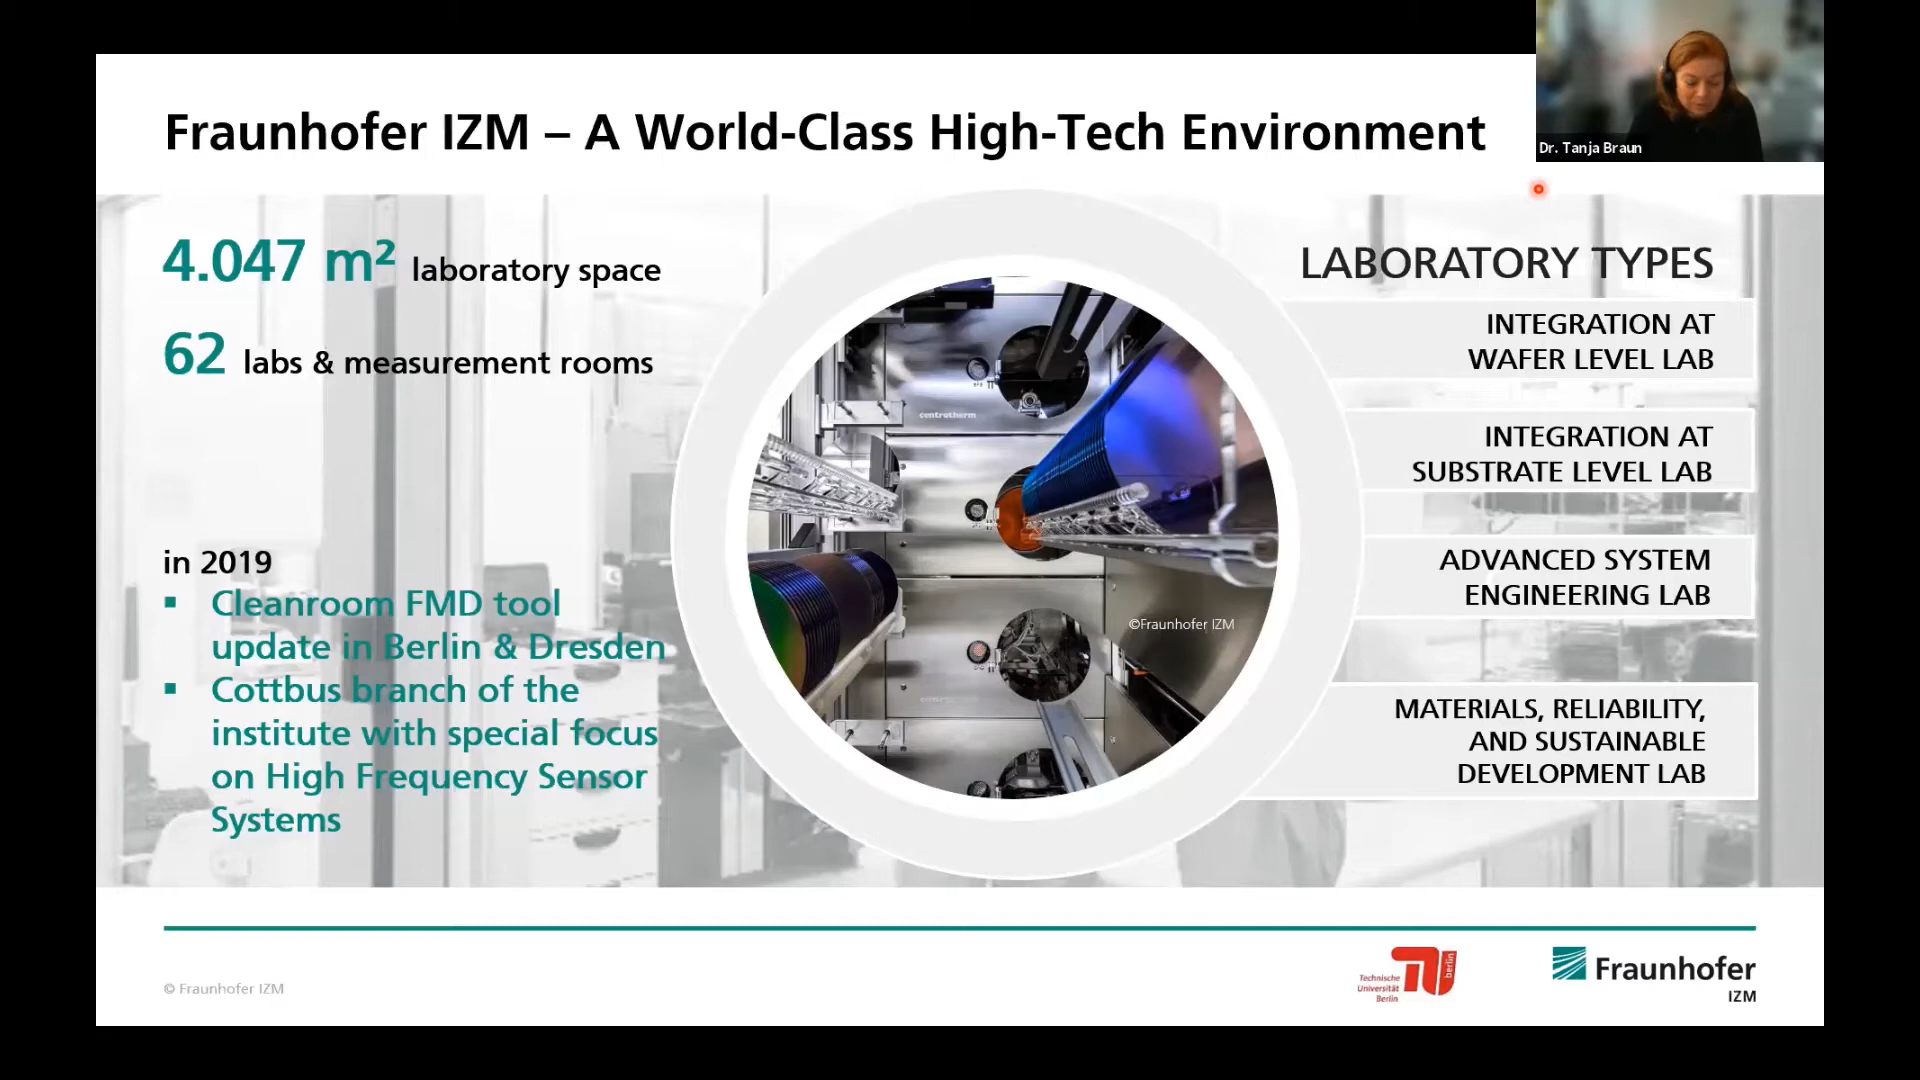 Fraunhofer IZM – A World-Class High-Tech Environment
Dr. Tanja Braun
4.047 m² laboratory space
62 labs & measurement rooms
in 2019
▪ Cleanroom FMD tool
update in Berlin & Dresden
▪ Cottbus branch of the
institute with special focus
on High Frequency Sensor
Systems
centrotherm
©Fraunhofer IZM
LABORATORY TYPES
INTEGRATION AT
WAFER LEVEL LAB
INTEGRATION AT
SUBSTRATE LEVEL LAB
ADVANCED SYSTEM
ENGINEERING LAB
MATERIALS, RELIABILITY,
AND SUSTAINABLE
DEVELOPMENT LAB
© Fraunhofer IZM
Technische
Universität
Berlin
berlin
Fraunhofer
IZM